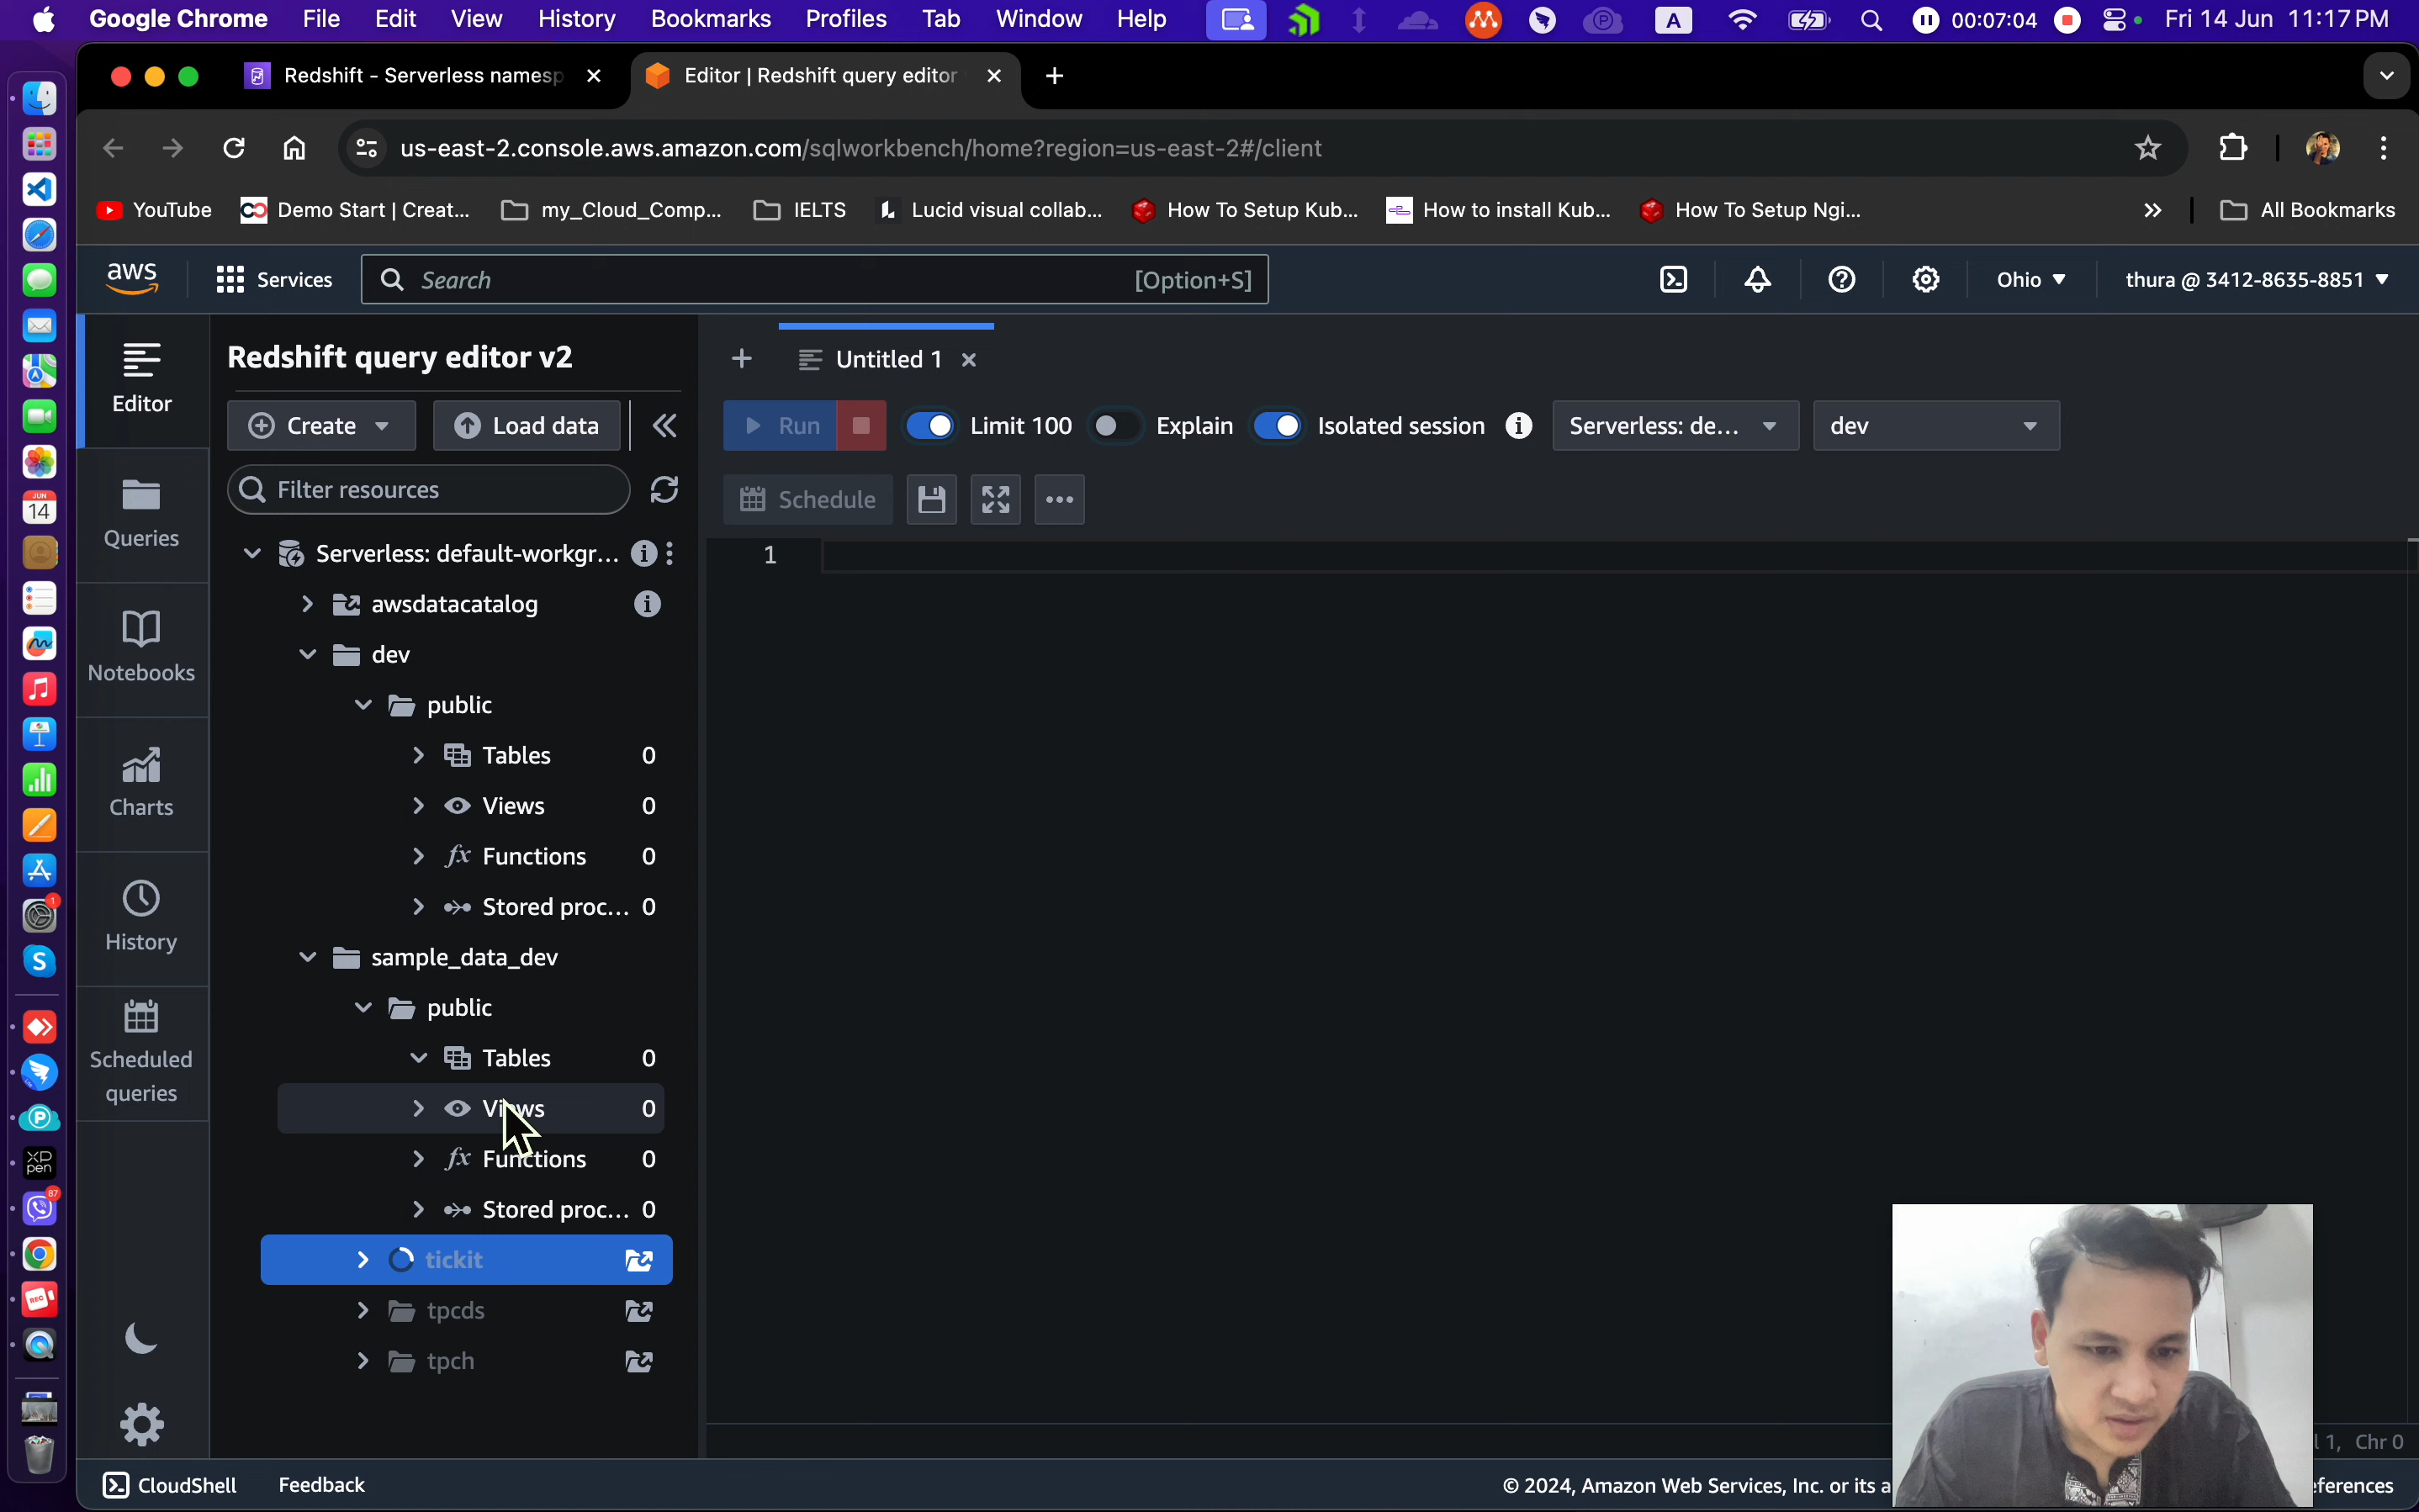 Google Chrome File Edit View History Bookmarks Profiles Tab Window Help A 00:07:04 Fri 14 Jun 11:17 PM
Redshift - Serverless namesp
Editor | Redshift query editor
us-east-2.console.aws.amazon.com/sqlworkbench/home?region=us-east-2#/client
YouTube Demo Start | Creat... my_Cloud_Comp... IELTS Lucid visual collab... How To Setup Kub... How to install Kub... How To Setup Ngi... All Bookmarks
aws Services Search [Option+S] Ohio thura @ 3412-8635-8851
Editor
Queries
Notebooks
Charts
History
Scheduled
queries
Redshift query editor v2
Create Load data
Filter resources
Serverless: default-workgr...
awsdatacatalog
dev
public
Tables 0
Views 0
Functions 0
Stored proc... 0
sample_data_dev
public
Tables 0
Views 0
Functions 0
Stored proc... 0
tickit
tpcds
tpch
Untitled 1
Run Limit 100 Explain Isolated session Serverless: de... dev
Schedule
1
JUN
14
1
S
XP
pen
87
REC
Chr 0
CloudShell Feedback © 2024, Amazon Web Services, Inc. or its a